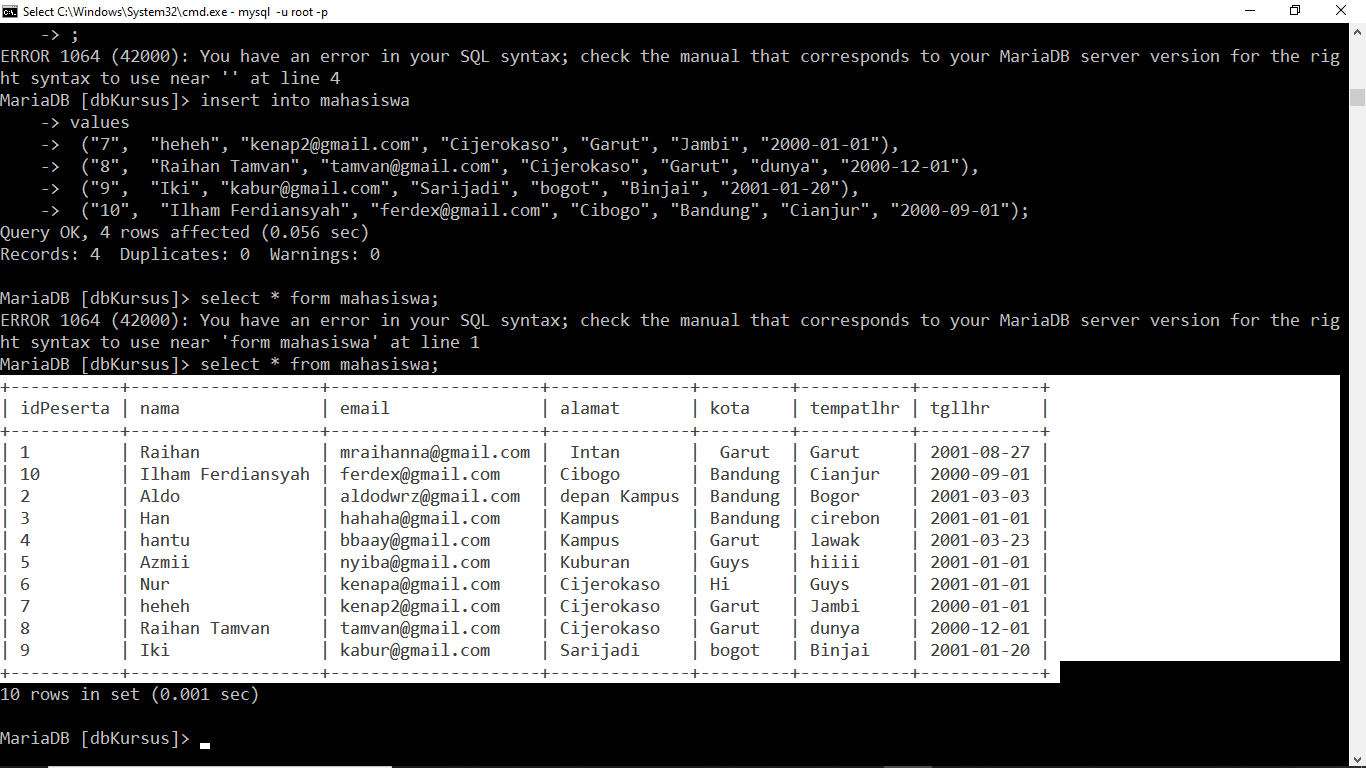 Select C:\Windows\System32\cmd.exe - mysql  -u root -p
    -> ;
ERROR 1064 (42000): You have an error in your SQL syntax; check the manual that corresponds to your MariaDB server version for the rig
ht syntax to use near '' at line 4
MariaDB [dbKursus]> insert into mahasiswa
    -> values
    ->  ("7",  "heheh", "kenap2@gmail.com", "Cijerokaso", "Garut", "Jambi", "2000-01-01"),
    ->  ("8",  "Raihan Tamvan", "tamvan@gmail.com", "Cijerokaso", "Garut", "dunya", "2000-12-01"),
    ->  ("9",  "Iki", "kabur@gmail.com", "Sarijadi", "bogot", "Binjai", "2001-01-20"),
    ->  ("10",  "Ilham Ferdiansyah", "ferdex@gmail.com", "Cibogo", "Bandung", "Cianjur", "2000-09-01");
Query OK, 4 rows affected (0.056 sec)
Records: 4  Duplicates: 0  Warnings: 0
MariaDB [dbKursus]> select * form mahasiswa;
ERROR 1064 (42000): You have an error in your SQL syntax; check the manual that corresponds to your MariaDB server version for the rig
ht syntax to use near 'form mahasiswa' at line 1
MariaDB [dbKursus]> select * from mahasiswa;
+-----------+-------------------+---------------------+--------------+---------+-----------+------------+
| idPeserta | nama              | email               | alamat       | kota    | tempatlhr | tgllhr     |
+-----------+-------------------+---------------------+--------------+---------+-----------+------------+
| 1         | Raihan            | mraihanna@gmail.com |  Intan       |  Garut  | Garut     | 2001-08-27 |
| 10        | Ilham Ferdiansyah | ferdex@gmail.com    | Cibogo       | Bandung | Cianjur   | 2000-09-01 |
| 2         | Aldo              | aldodwrz@gmail.com  | depan Kampus | Bandung | Bogor     | 2001-03-03 |
| 3         | Han               | hahaha@gmail.com    | Kampus       | Bandung | cirebon   | 2001-01-01 |
| 4         | hantu             | bbaay@gmail.com     | Kampus       | Garut   | lawak     | 2001-03-23 |
| 5         | Azmii             | nyiba@gmail.com     | Kuburan      | Guys    | hiiii     | 2001-01-01 |
| 6         | Nur               | kenapa@gmail.com    | Cijerokaso   | Hi      | Guys      | 2001-01-01 |
| 7         | heheh             | kenap2@gmail.com    | Cijerokaso   | Garut   | Jambi     | 2000-01-01 |
| 8         | Raihan Tamvan     | tamvan@gmail.com    | Cijerokaso   | Garut   | dunya     | 2000-12-01 |
| 9         | Iki               | kabur@gmail.com     | Sarijadi     | bogot   | Binjai    | 2001-01-20 |
+-----------+-------------------+---------------------+--------------+---------+-----------+------------+
10 rows in set (0.001 sec)
MariaDB [dbKursus]>